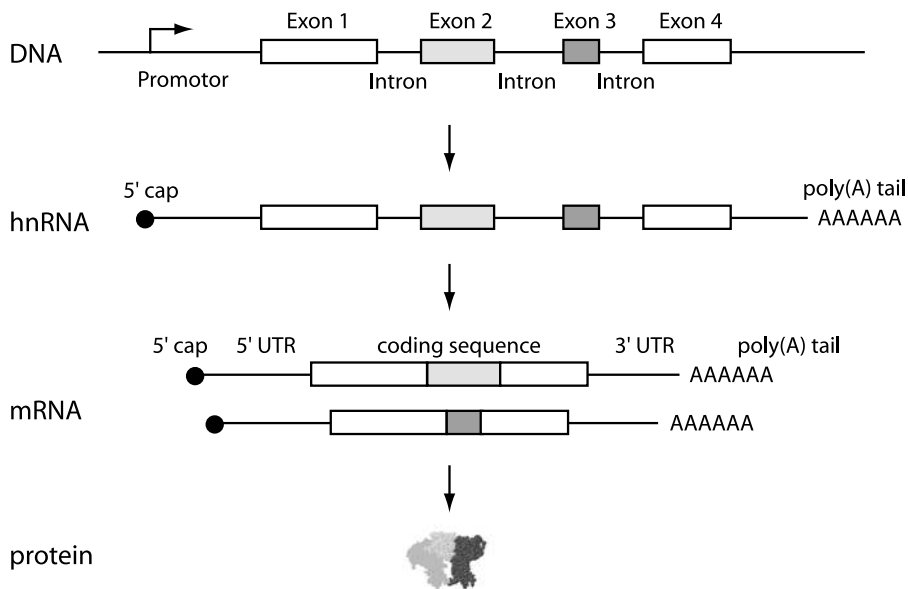 Exon 1 Exon 2 Exon 3 Exon 4
DNA
Promotor Intron Intron Intron
5' cap poly(A) tail
hnRNA AAAAAA
5' cap 5' UTR coding sequence 3' UTR poly(A) tail
AAAAAA
mRNA
AAAAAA
protein